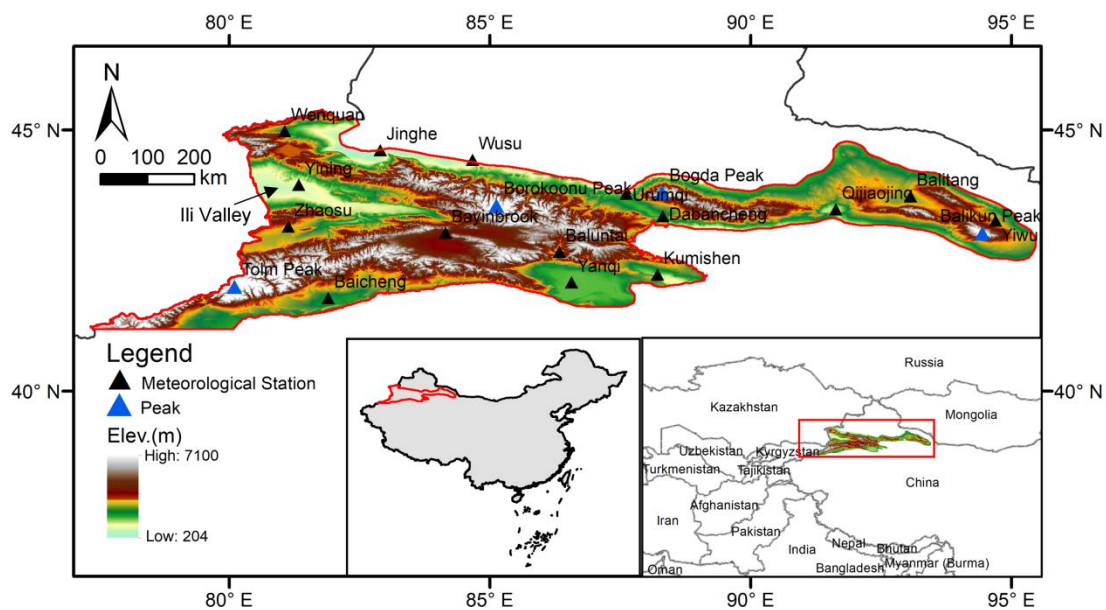 80° E
85° E
90° E
95° E
N
45° N
45° N
0 100 200
km
Wenquan
Jinghe
Wusu
Yining
Ili Valley
Zhaosu
Borokoonu Peak
Bayinbrook
Bogda Peak
Urumqi
Dabancheng
Qijiaojing
Balitang
Balikun Peak
Yiwu
Baluntai
Yanqi
Kumishen
Tolm Peak
Baicheng
Legend
Meteorological Station
Peak
Elev.(m)
High: 7100
Low: 204
40° N
40° N
Russia
Kazakhstan
Mongolia
Uzbekistan
Kyrgyzstan
Turkmenistan
Tajikistan
China
Afghanistan
Iran
Pakistan
Nepal
Bhutan
India
Myanmar (Burma)
Oman
Bangladesh
80° E
85° E
90° E
95° E